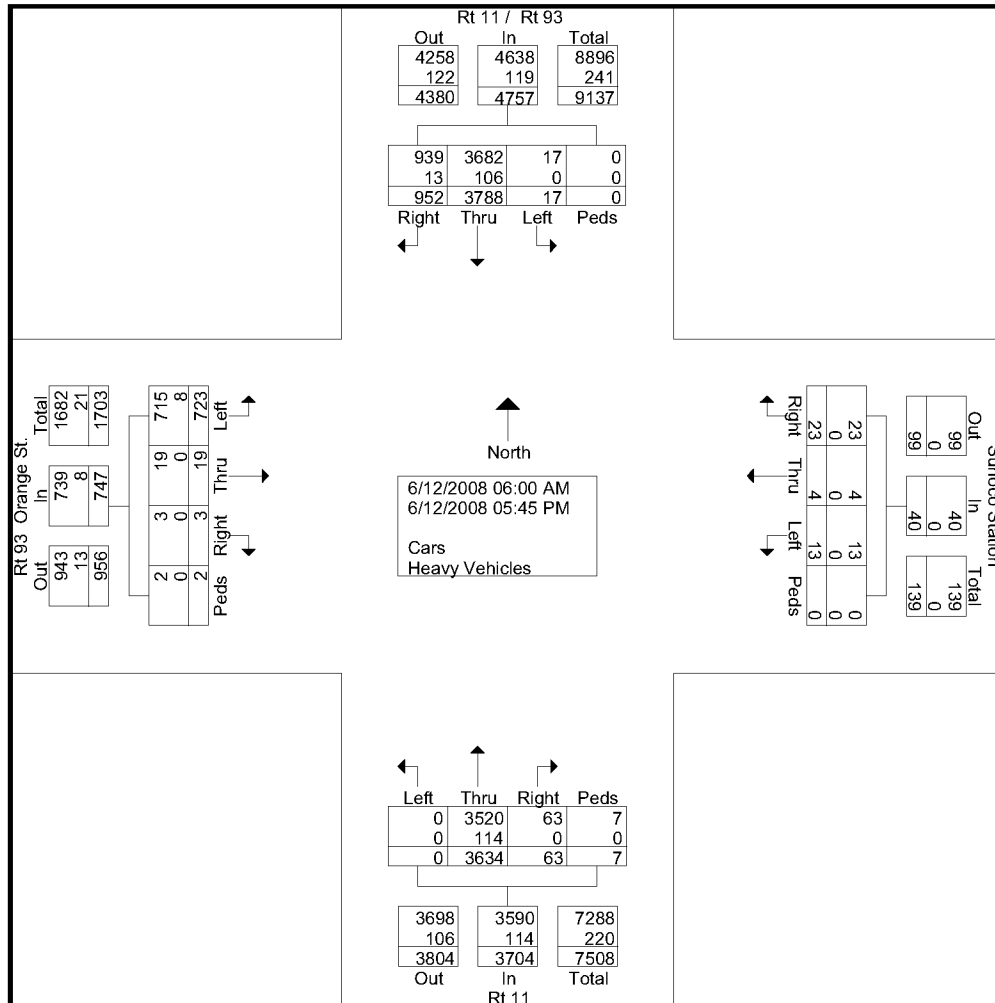 Rt 11 / Rt 93
Out In Total
4258 4638 8896
122 119 241
4380 4757 9137
939 3682 17 0
13 106 0 0
952 3788 17 0
Right Thru Left Peds
Rt 93 Orange St.
Total In Out
1682 739 943
21 8 13
1703 747 956
715 19 3 2
8 0 0 0
723 19 3 2
Left Thru Right Peds
North
6/12/2008 06:00 AM
6/12/2008 05:45 PM
Cars
Heavy Vehicles
Sunoco Station
Out In Total
99 40 139
0 0 0
99 40 139
23 4 13 0
0 0 0 0
23 4 13 0
Right Thru Left Peds
Left Thru Right Peds
0 3520 63 7
0 114 0 0
0 3634 63 7
3698 3590 7288
106 114 220
3804 3704 7508
Out In Total
Rt 11